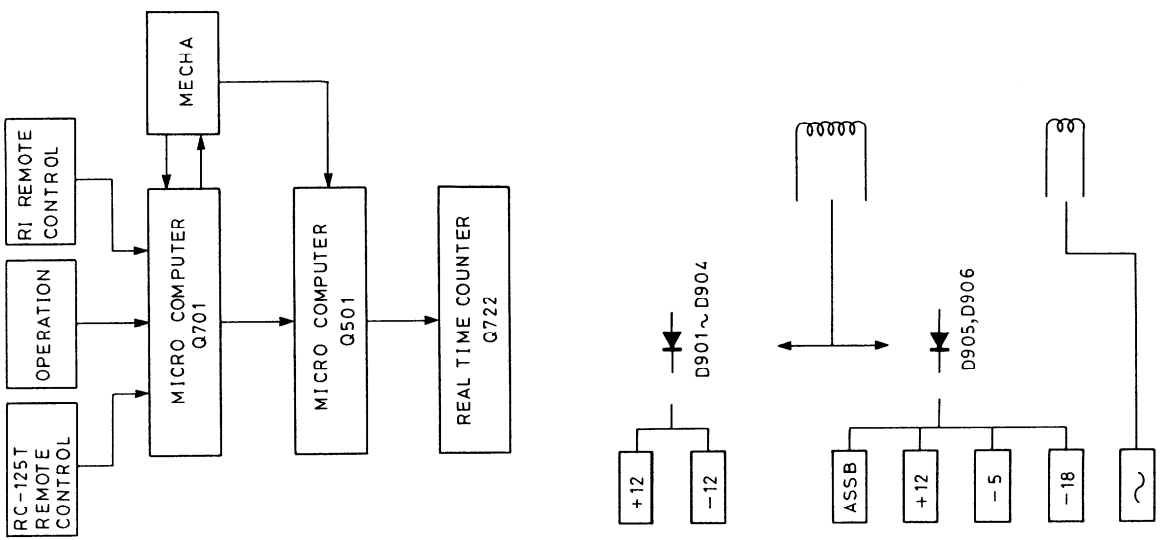 RC-125T
REMOTE
CONTROL
OPERATION
RI REMOTE
CONTROL
MECHA
MICRO COMPUTER
Q701
MICRO COMPUTER
Q501
REAL TIME COUNTER
Q722
D901~D904
D905,D906
+12
-12
ASSB
+12
-5
-18
~